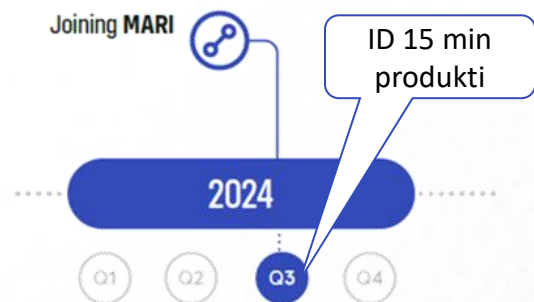 Joining MARI
ID 15 min
produkti
2024
Q1 Q2 Q3 Q4